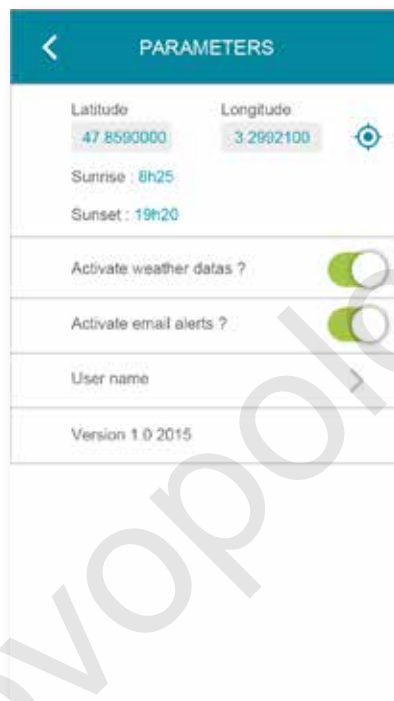 PARAMETERS
Latitude Longitude
47.8590000 3.2992100
Sunrise : 8h25
Sunset : 19h20
Activate weather datas ?
Activate email alerts ?
User name
Version 1.0 2015